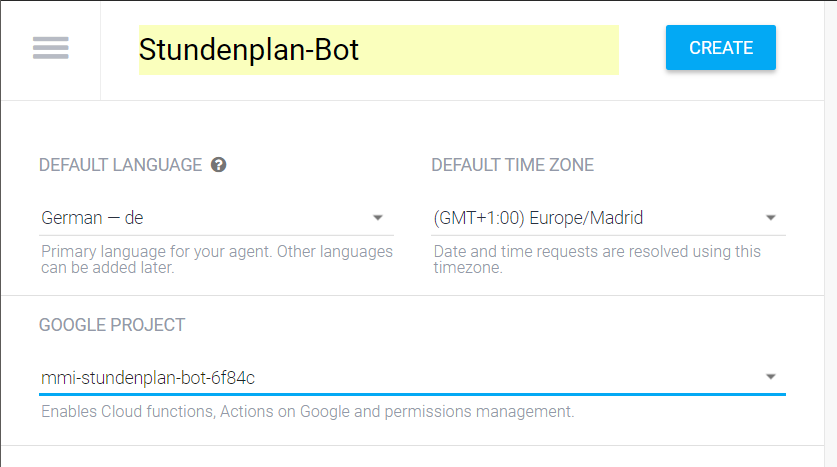 Stundenplan-Bot
CREATE
DEFAULT LANGUAGE ?
DEFAULT TIME ZONE
German — de
(GMT+1:00) Europe/Madrid
Primary language for your agent. Other languages
can be added later.
Date and time requests are resolved using this
timezone.
GOOGLE PROJECT
mmi-stundenplan-bot-6f84c
Enables Cloud functions, Actions on Google and permissions management.